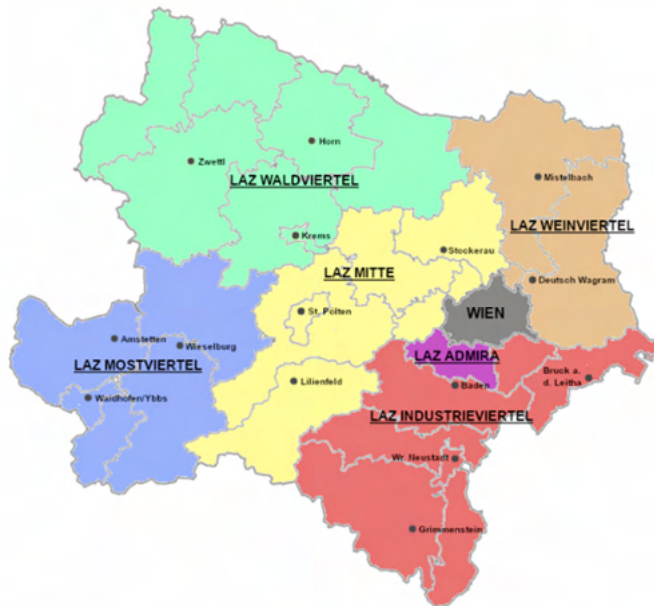 Horn
Zwettl
LAZ WALDVIERTEL
Mistelbach
LAZ WEINVIERTEL
Krems
Stockerau
LAZ MITTE
Deutsch Wagram
St. Pölten
WIEN
Amstetten
Wieselburg
LAZ MOSTVIERTEL
LAZ ADMIRA
Bruck a.
d. Leitha
Lilienfeld
Baden
Waidhofen/Ybbs
LAZ INDUSTRIEVIERTEL
Wr. Neustadt
Grimmenstein